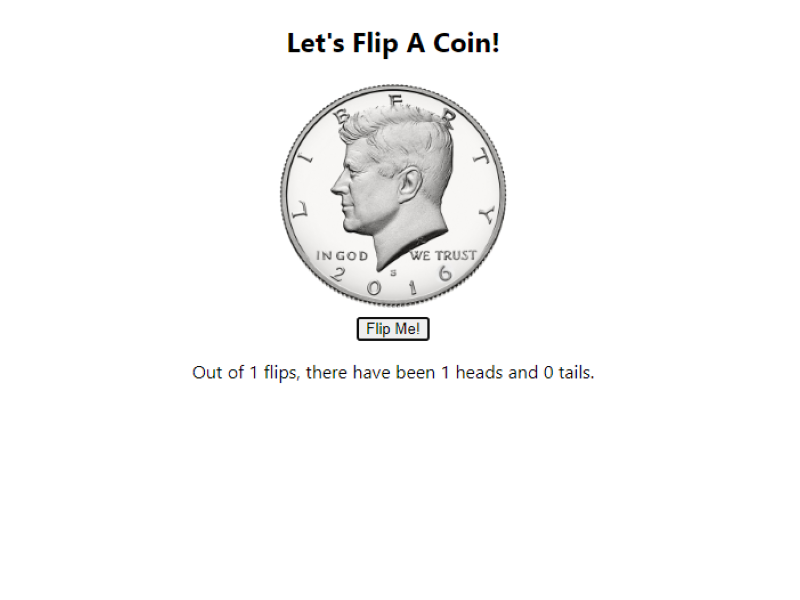 Let's Flip A Coin!
LIBERTY
IN GOD WE TRUST
S
2016
Flip Me!
Out of 1 flips, there have been 1 heads and 0 tails.